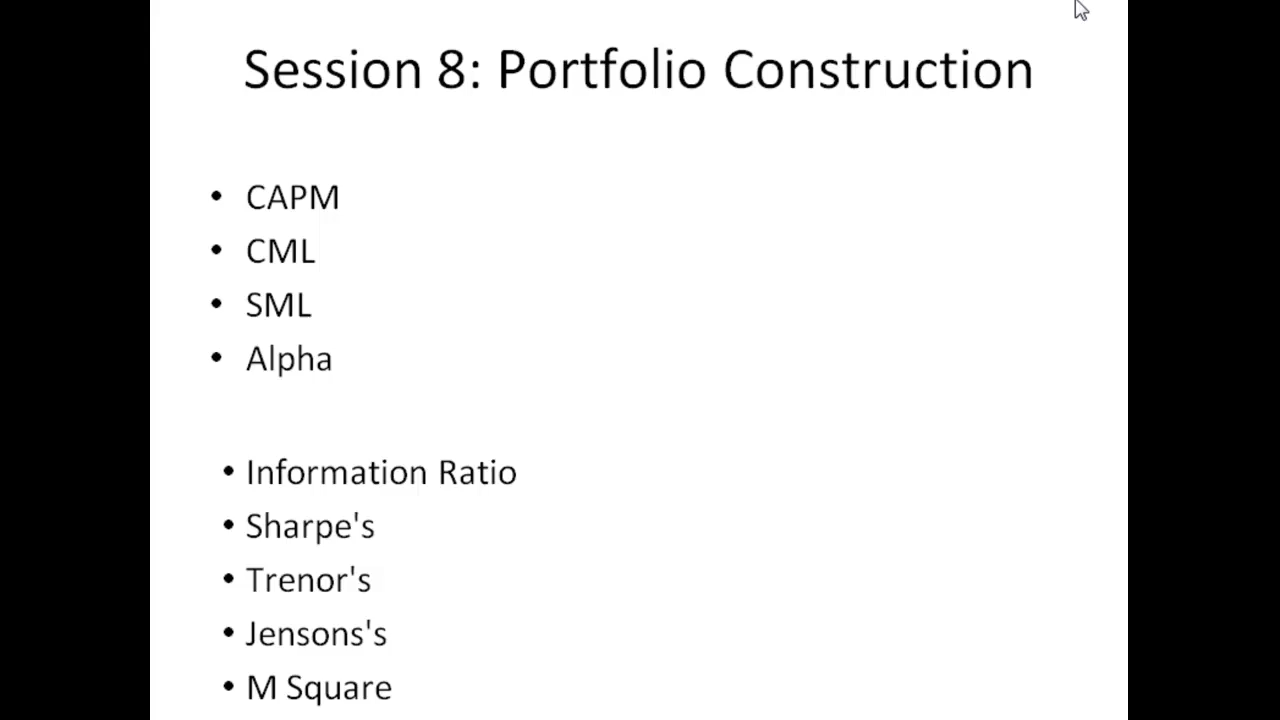 Session 8: Portfolio Construction
• CAPM
• CML
• SML
• Alpha
• Information Ratio
• Sharpe's
• Trenor's
• Jensons's
• M Square